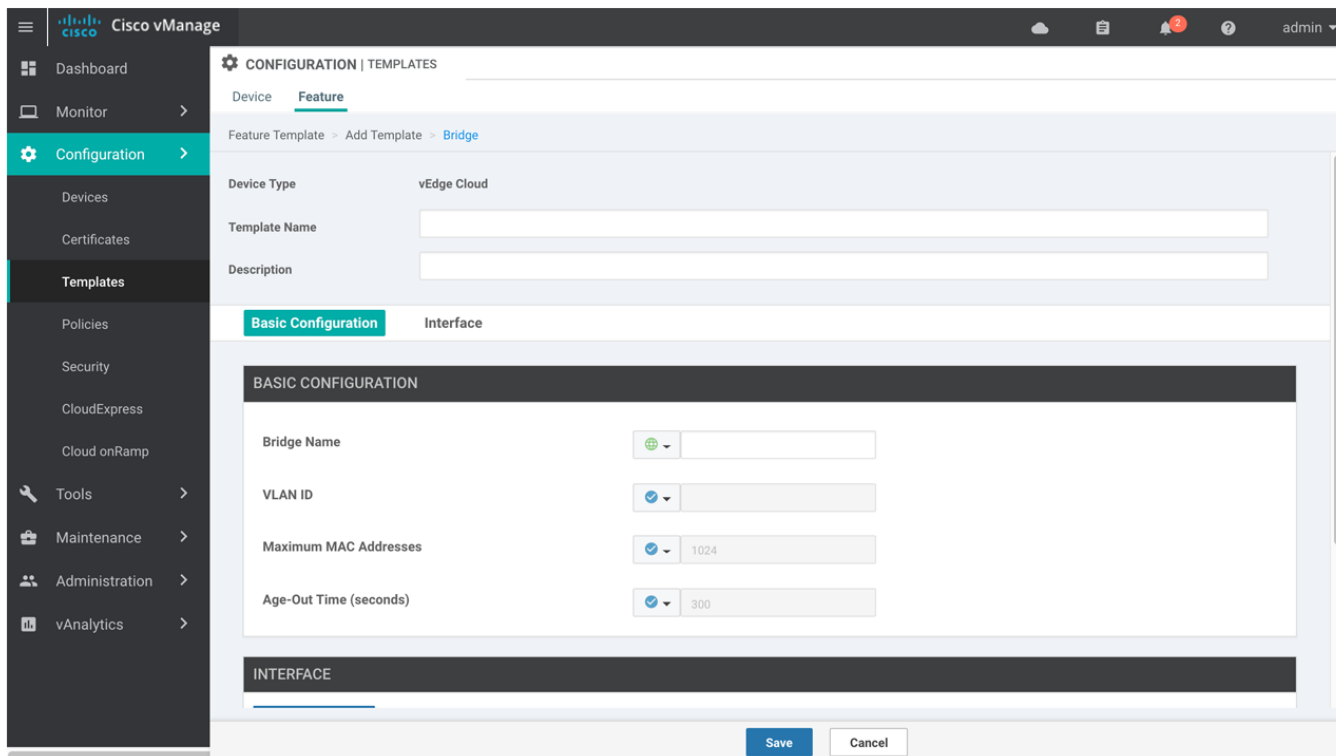 cisco Cisco vManage 2 admin
Dashboard
Monitor
Configuration
Devices
Certificates
Templates
Policies
Security
CloudExpress
Cloud onRamp
Tools
Maintenance
Administration
vAnalytics
CONFIGURATION | TEMPLATES
Device Feature
Feature Template > Add Template > Bridge
Device Type vEdge Cloud
Template Name
Description
Basic Configuration Interface
BASIC CONFIGURATION
Bridge Name
VLAN ID
Maximum MAC Addresses 1024
Age-Out Time (seconds) 300
INTERFACE
Save Cancel